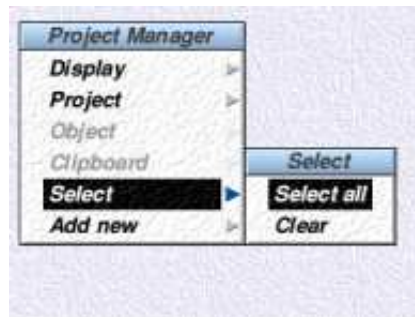 Project Manager
Display
Project
Object
Clipboard
Select
Add new
Select
Select all
Clear